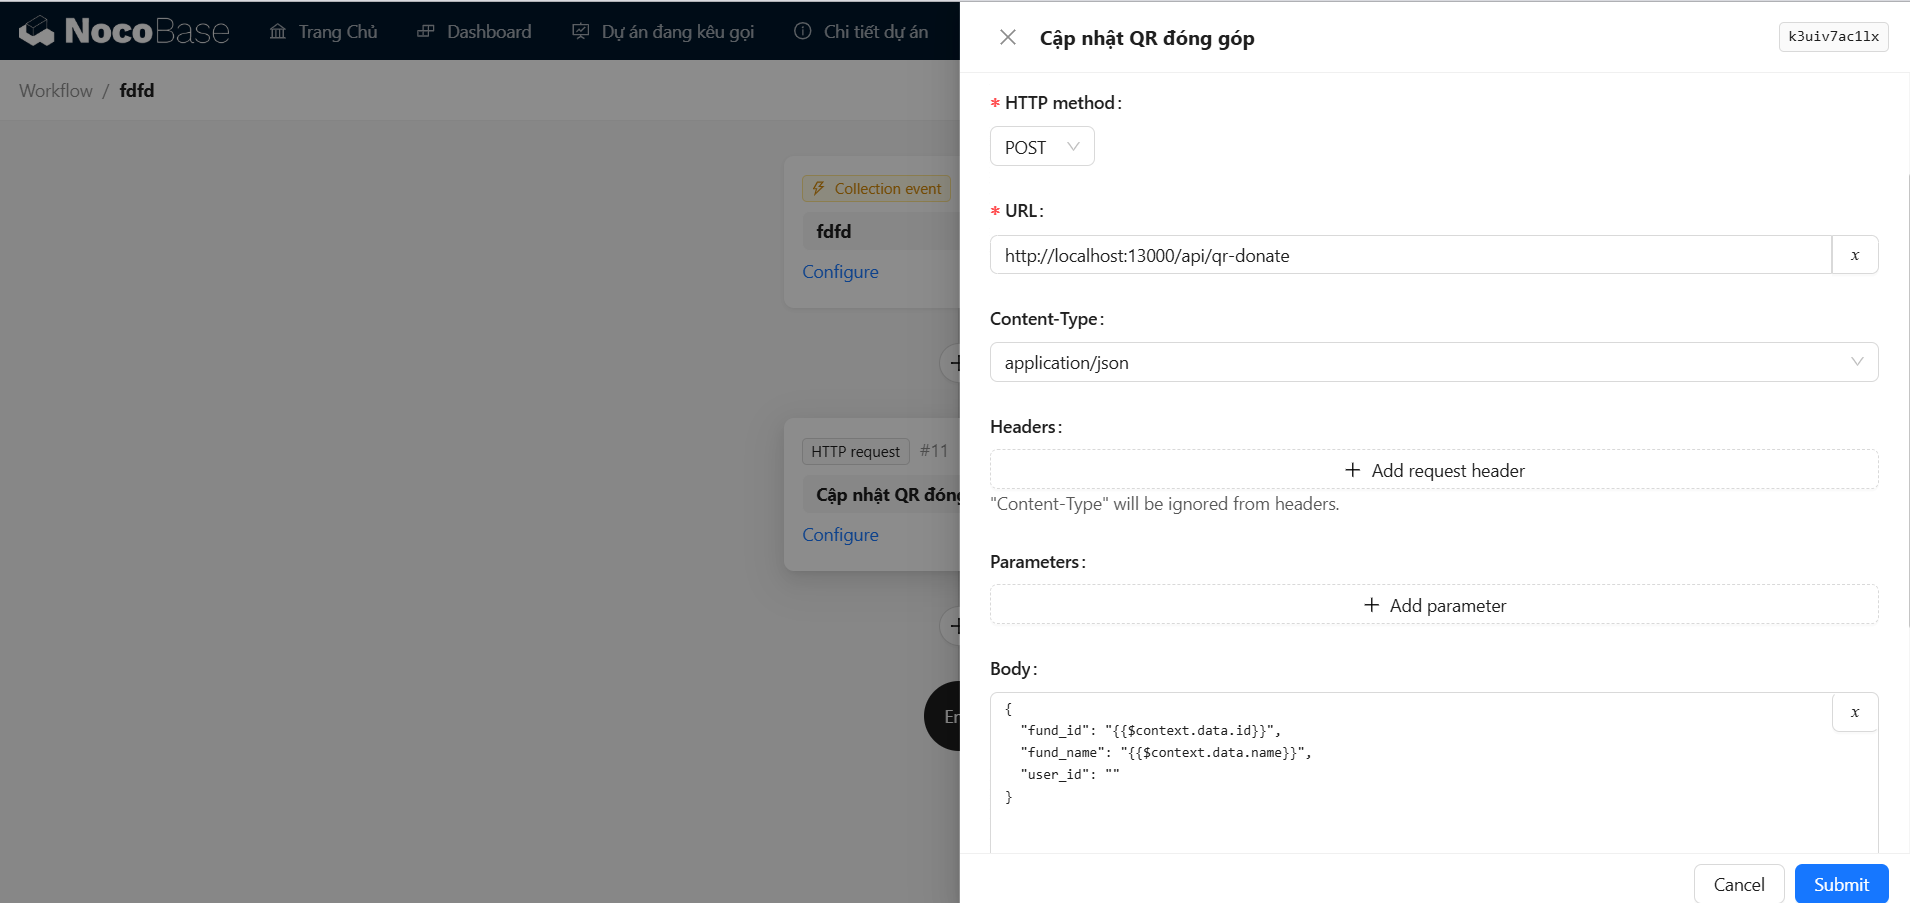 NocoBase
Trang Chủ
Dashboard
Dự án đang kêu gọi
Chi tiết dự án
Workflow / fdfd
Collection event
fdfd
Configure
HTTP request #11
Cập nhật QR đóng
Configure
Cập nhật QR đóng góp
k3uiv7ac1lx
* HTTP method:
POST
* URL:
http://localhost:13000/api/qr-donate
x
Content-Type:
application/json
Headers:
+ Add request header
"Content-Type" will be ignored from headers.
Parameters:
+ Add parameter
Body:
{
"fund_id": "{{$context.data.id}}",
"fund_name": "{{$context.data.name}}",
"user_id": ""
}
x
Cancel
Submit